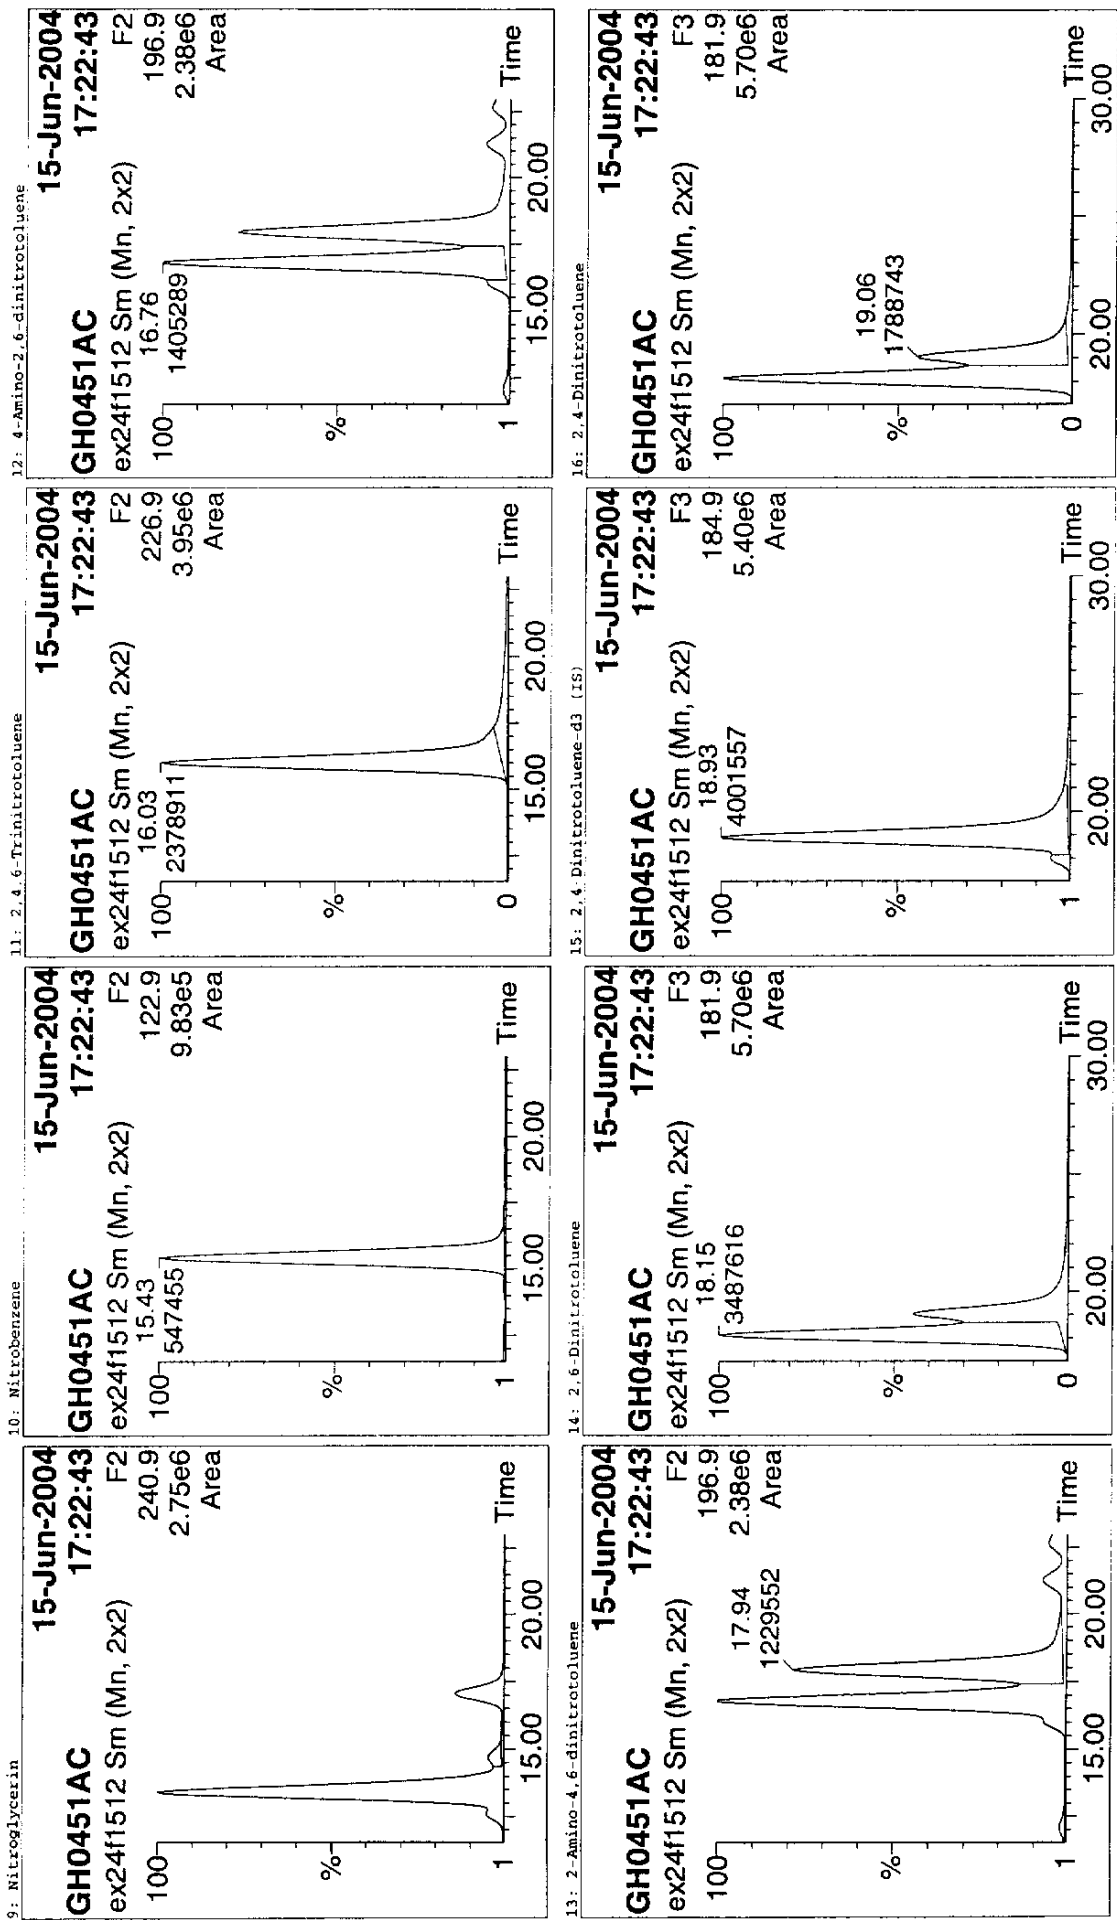 9: Nitroglycerin
15-Jun-2004
GH0451AC 17:22:43
ex24f1512 Sm (Mn, 2x2) F2
240.9
2.75e6
Area
100
%
1
15.00 20.00 Time
10: Nitrobenzene
15-Jun-2004
GH0451AC 17:22:43
ex24f1512 Sm (Mn, 2x2) F2
122.9
9.83e5
Area
15.43
547455
100
%
1
15.00 20.00 Time
11: 2,4,6-Trinitrotoluene
15-Jun-2004
GH0451AC 17:22:43
ex24f1512 Sm (Mn, 2x2) F2
226.9
3.95e6
Area
16.03
2378911
100
%
0
15.00 20.00 Time
12: 4-Amino-2,6-dinitrotoluene
15-Jun-2004
GH0451AC 17:22:43
ex24f1512 Sm (Mn, 2x2) F2
196.9
2.38e6
Area
16.76
1405289
100
%
1
15.00 20.00 Time
13: 2-Amino-4,6-dinitrotoluene
15-Jun-2004
GH0451AC 17:22:43
ex24f1512 Sm (Mn, 2x2) F2
196.9
2.38e6
Area
17.94
1229552
100
%
1
15.00 20.00 Time
14: 2,6-Dinitrotoluene
15-Jun-2004
GH0451AC 17:22:43
ex24f1512 Sm (Mn, 2x2) F3
181.9
5.70e6
Area
18.15
3487616
100
%
0
20.00 30.00 Time
15: 2,4 Dinitrotoluene-d3 (IS)
15-Jun-2004
GH0451AC 17:22:43
ex24f1512 Sm (Mn, 2x2) F3
184.9
5.40e6
Area
18.93
4001557
100
%
1
20.00 30.00 Time
16: 2,4-Dinitrotoluene
15-Jun-2004
GH0451AC 17:22:43
ex24f1512 Sm (Mn, 2x2) F3
181.9
5.70e6
Area
19.06
1788743
100
%
0
20.00 30.00 Time